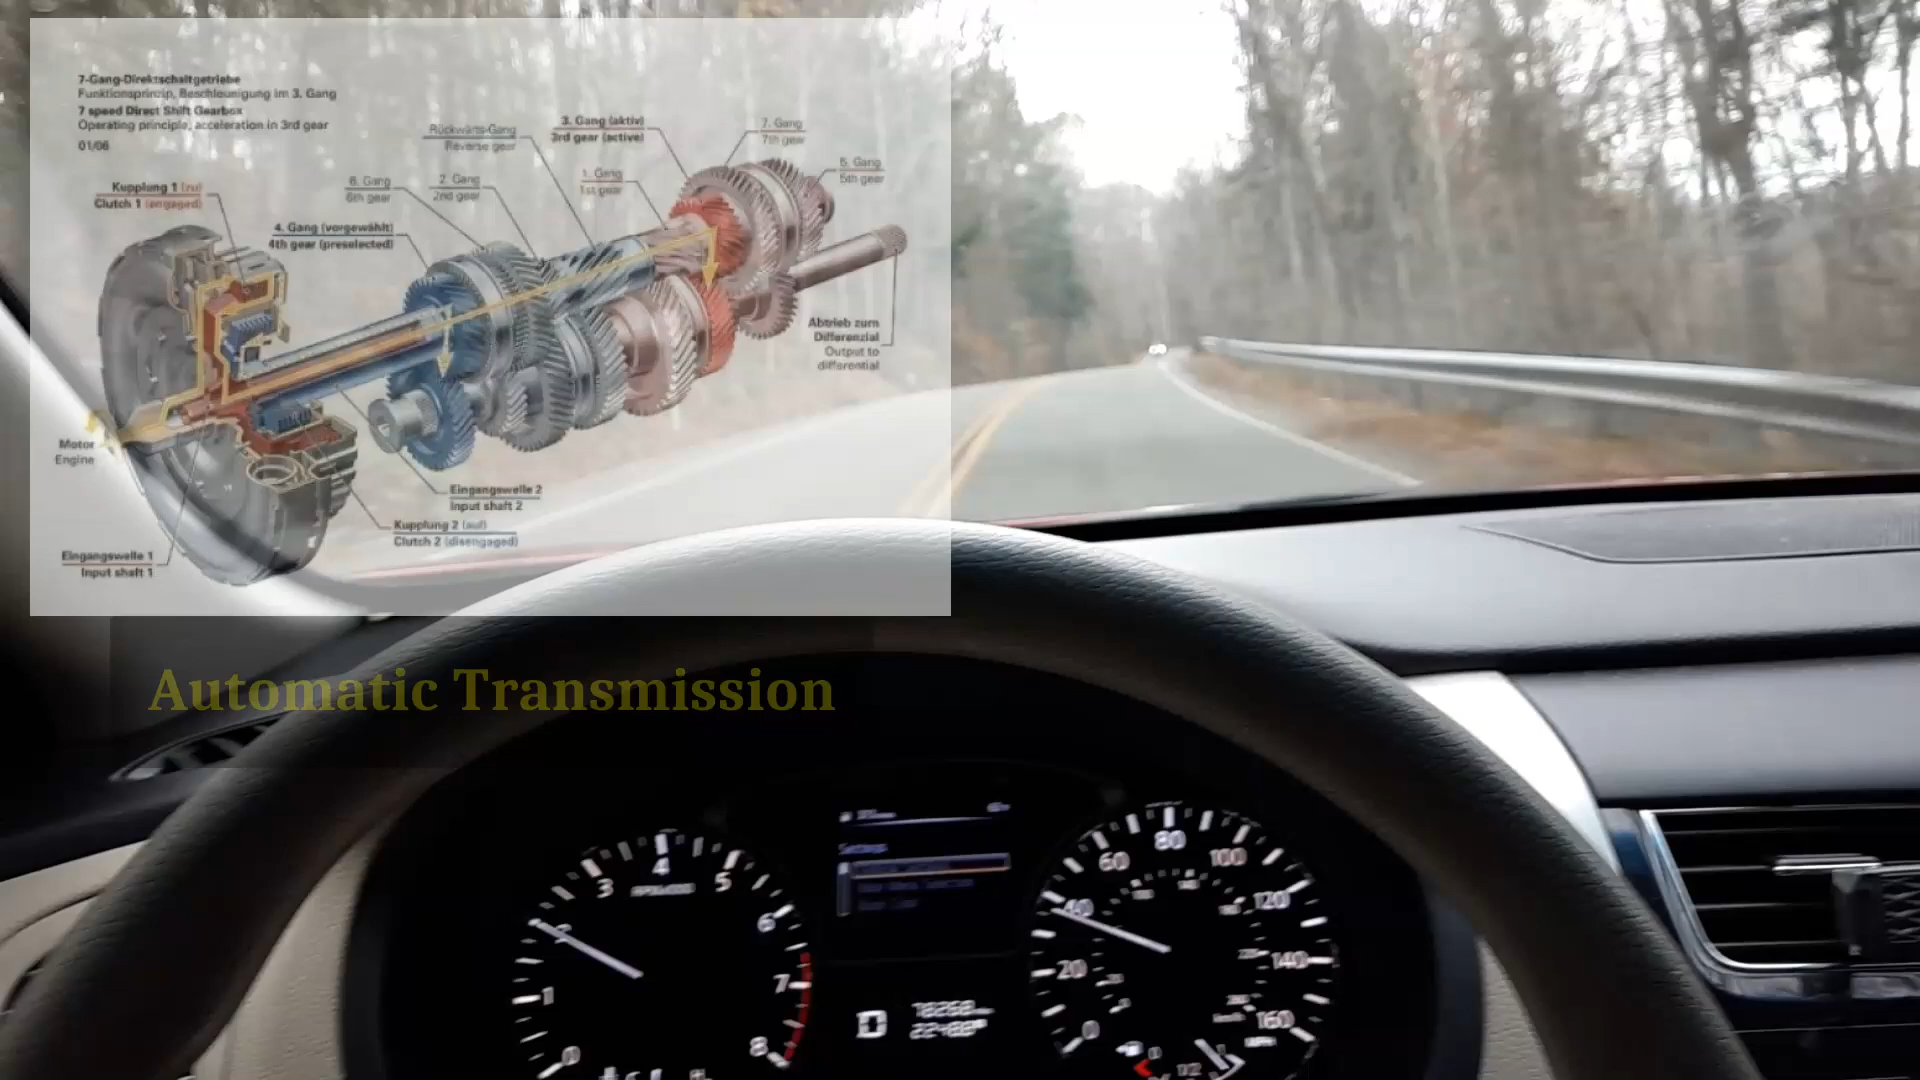 7-Gang-Direktschaltgetriebe
Funktionsprinzip, Beschleunigung im 3. Gang
7 speed Direct Shift Gearbox
Operating principle, acceleration in 3rd gear
01/06
Rückwärts-Gang
Reverse gear
3. Gang (aktiv)
3rd gear (active)
7. Gang
7th gear
5. Gang
5th gear
Kupplung 1 (zu)
Clutch 1 (engaged)
6. Gang
6th gear
2. Gang
2nd gear
1. Gang
1st gear
4. Gang (vorgewählt)
4th gear (preselected)
Abtrieb zum
Differenzial
Output to
differential
Motor
Engine
Eingangswelle 2
Input shaft 2
Kupplung 2 (auf)
Clutch 2 (disengaged)
Eingangswelle 1
Input shaft 1
Automatic Transmission
Settings
0 1 2 3 4 5 6 7 8
D
0 20 40 60 80 100 120 140 160
MPH